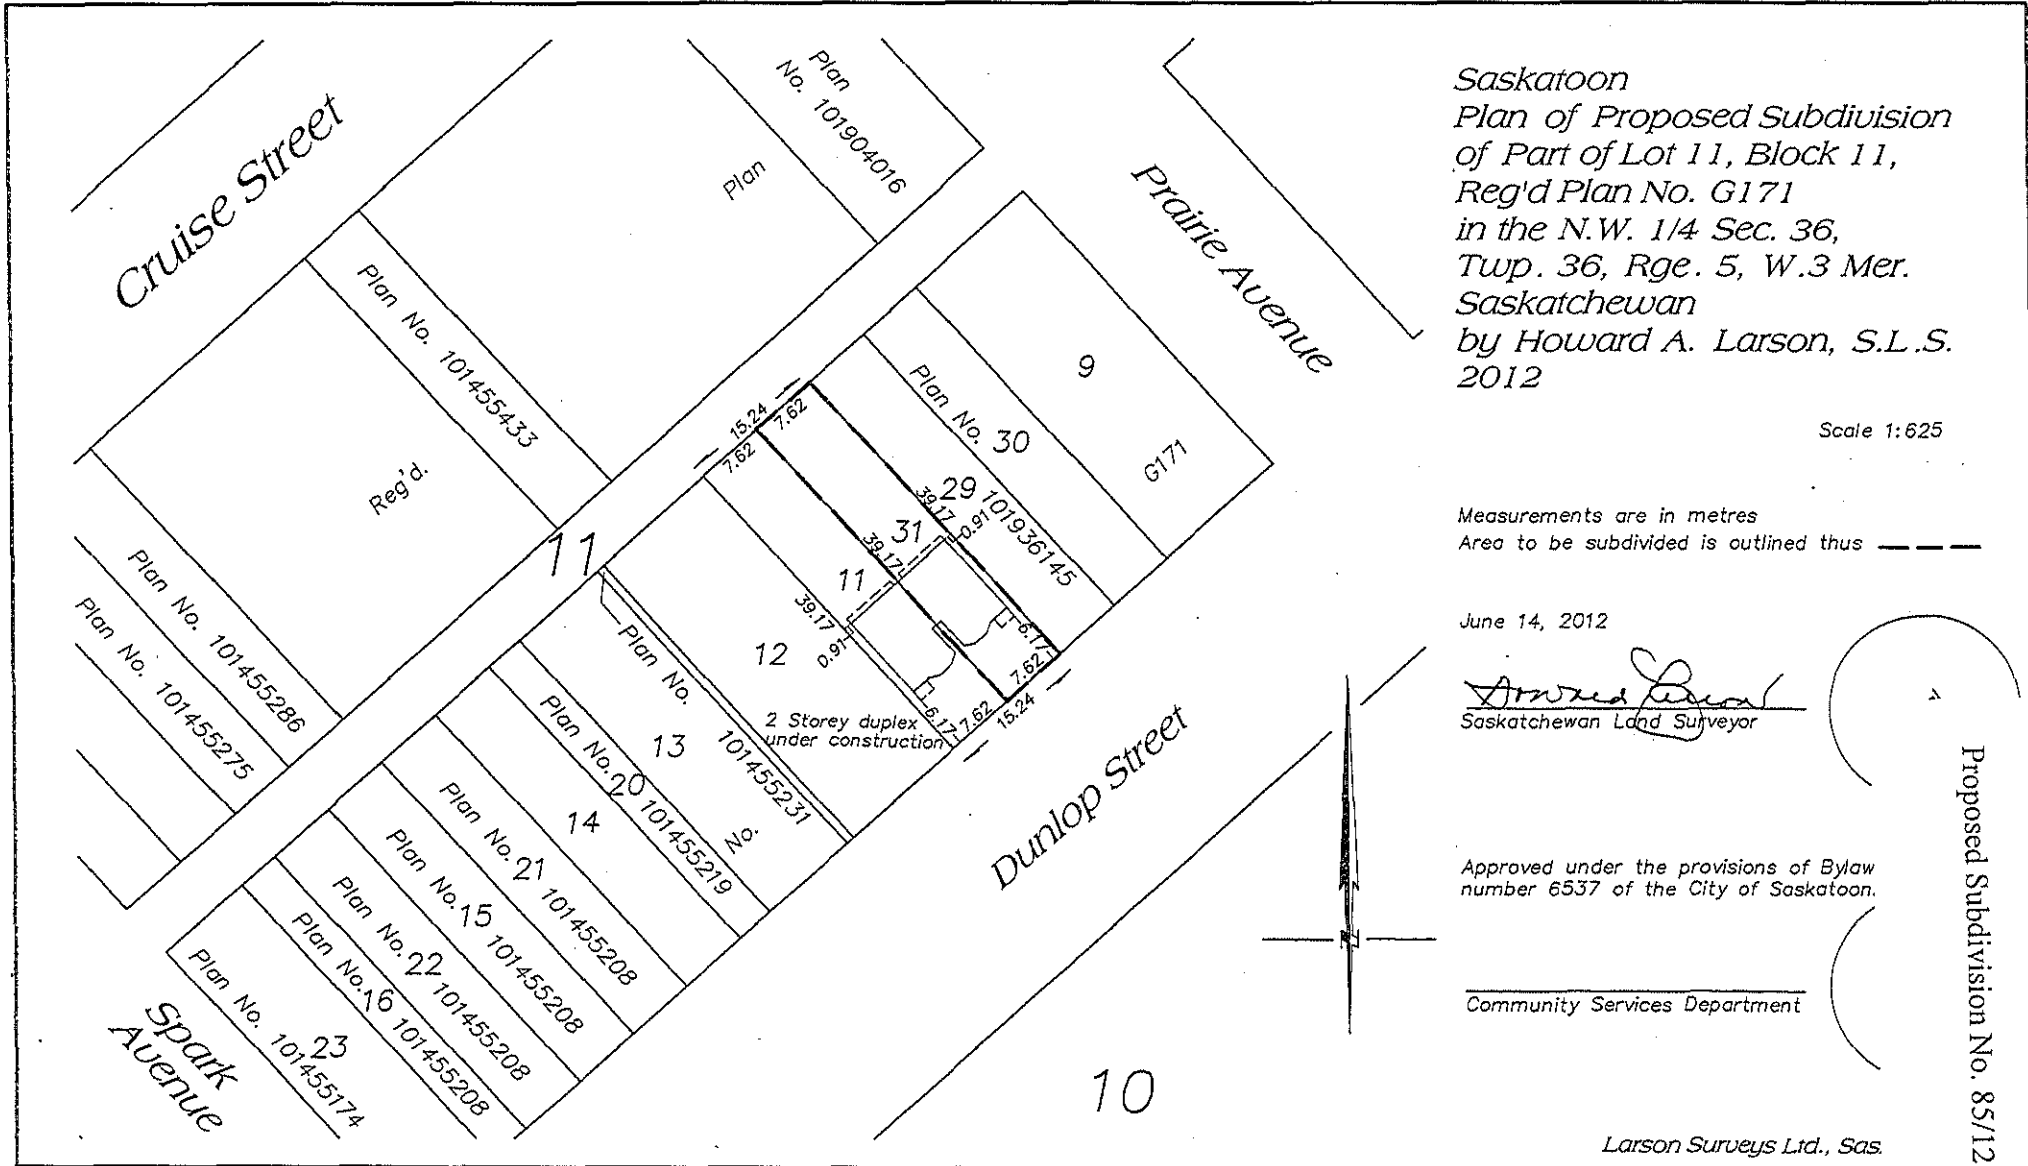 Saskatoon
Plan of Proposed Subdivision
of Part of Lot 11, Block 11,
Reg'd Plan No. G171
in the N.W. 1/4 Sec. 36,
Twp. 36, Rge. 5, W.3 Mer.
Saskatchewan
by Howard A. Larson, S.L.S.
2012
Scale 1:625
Measurements are in metres
Area to be subdivided is outlined thus
June 14, 2012
Saskatchewan Land Surveyor
Approved under the provisions of Bylaw
number 6537 of the City of Saskatoon.
Community Services Department
Larson Surveys Ltd., Sas.
Proposed Subdivision No. 85/12
Cruise Street
Plan
No. 101904016
Plan
Prairie Avenue
Plan No. 101455433
Reg'd.
Plan No. 101455286
Plan No. 101455275
11
9
G171
30
Plan No. 101936145
29
31
11
12
15.24
7.62
7.62
39.17
39.17
39.17
0.91
0.91
6.17
6.17
7.62
7.62
15.24
2 Storey duplex
under construction
Plan No. 101455231
13
No.
Plan No. 101455219
20
14
Plan No. 101455208
21
Plan No. 101455208
15
Plan No. 101455208
22
Plan No. 101455208
16
Plan No. 101455174
23
Spark
Avenue
Dunlop Street
10